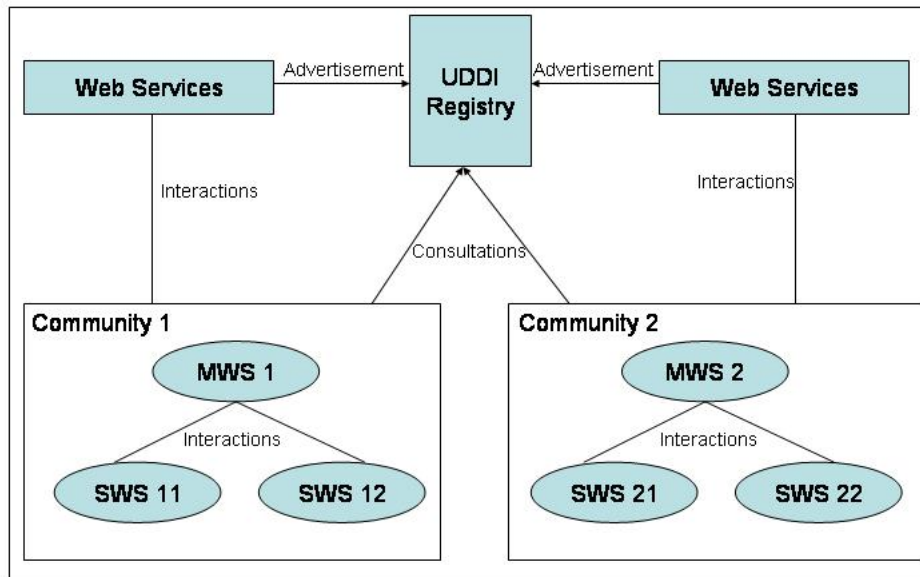 Web Services
Advertisement
UDDI
Registry
Advertisement
Web Services
Interactions
Interactions
Consultations
Community 1
MWS 1
Interactions
SWS 11
SWS 12
Community 2
MWS 2
Interactions
SWS 21
SWS 22